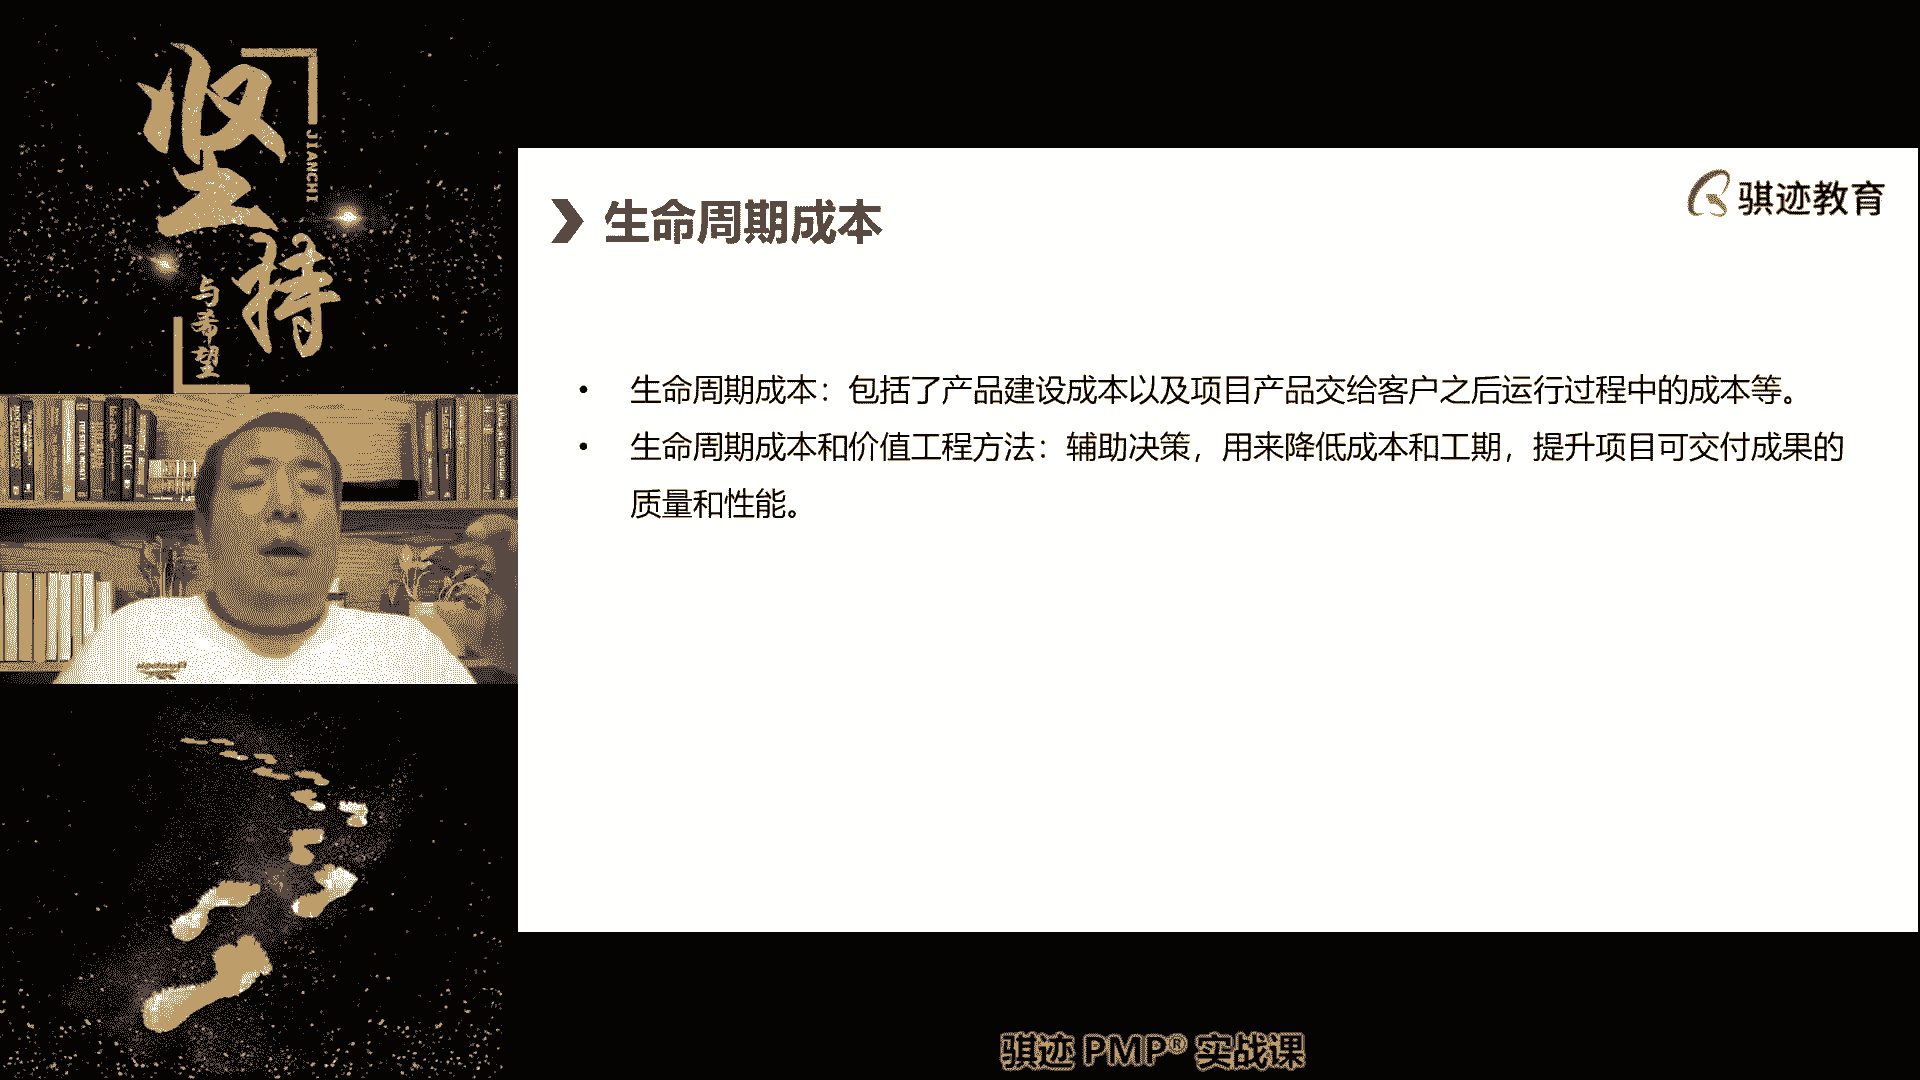 坚持
JIANCHI
与希望
骐迹教育
生命周期成本
• 生命周期成本：包括了产品建设成本以及项目产品交给客户之后运行过程中的成本等。
• 生命周期成本和价值工程方法：辅助决策，用来降低成本和工期，提升项目可交付成果的
质量和性能。
骐迹 PMP® 实战课